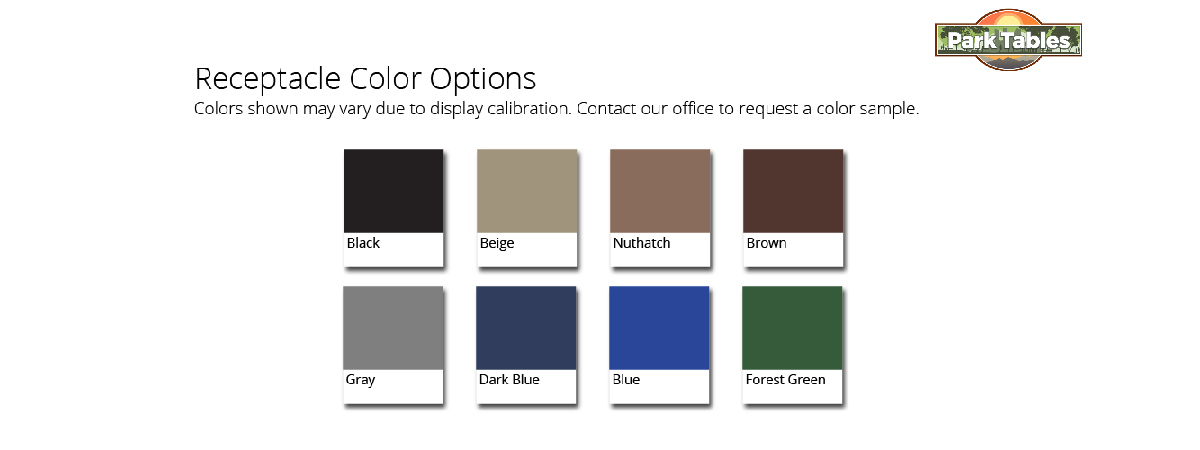 Park Tables
Receptacle Color Options
Colors shown may vary due to display calibration. Contact our office to request a color sample.
Black
Beige
Nuthatch
Brown
Gray
Dark Blue
Blue
Forest Green